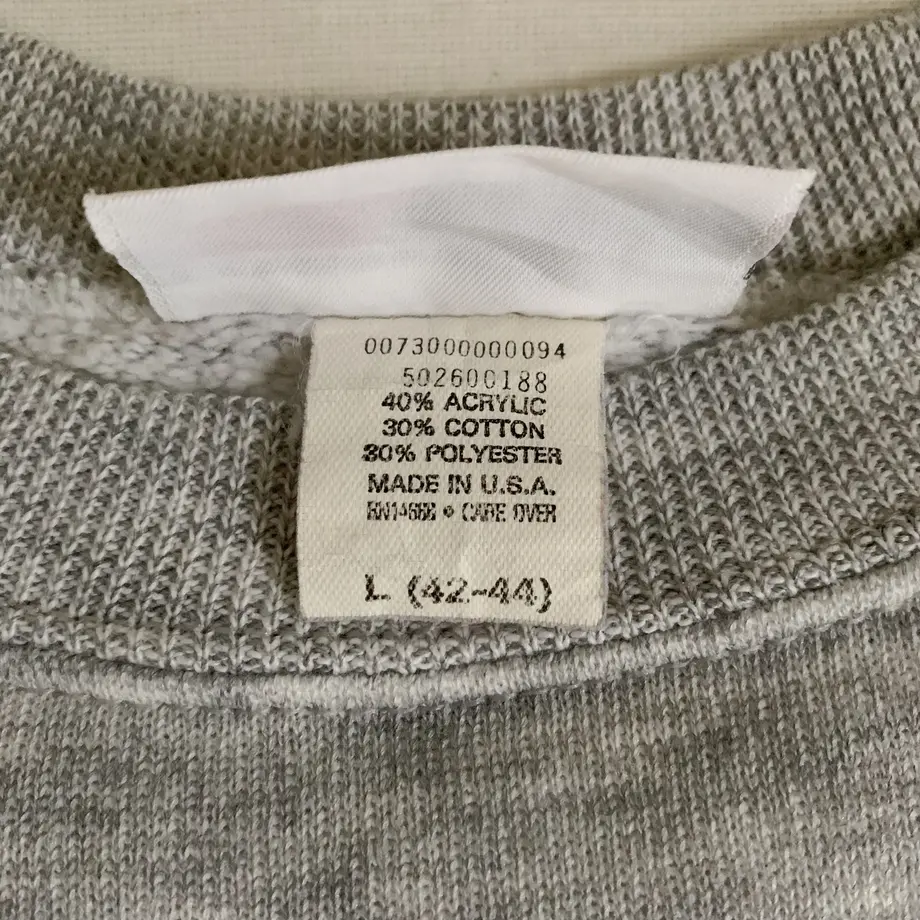 0073000000094
502600188
40% ACRYLIC
30% COTTON
30% POLYESTER
MADE IN U.S.A.
• CARE OVER
L (42-44)